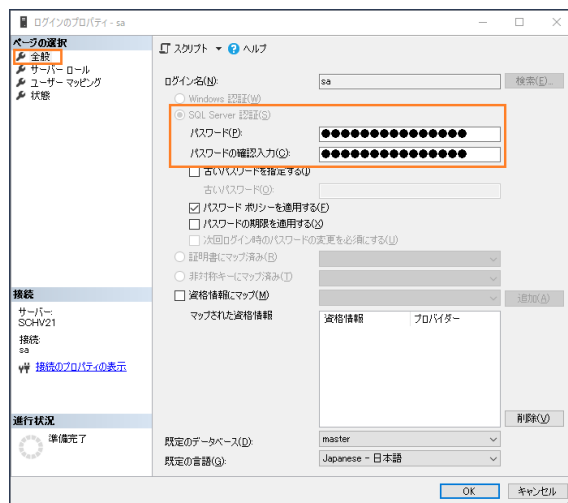 ログインのプロパティ - sa
ページの選択
全般
サーバー ロール
ユーザー マッピング
状態
スクリプト
ヘルプ
ログイン名(N):
sa
検索(E)...
Windows 認証(W)
SQL Server 認証(S)
パスワード(P):
●●●●●●●●●●●●●●●
パスワードの確認入力(C):
●●●●●●●●●●●●●●●
古いパスワードを指定する(I)
古いパスワード(O):
パスワード ポリシーを適用する(F)
パスワードの期限を適用する(X)
次回ログイン時のパスワードの変更を必須にする(U)
証明書にマップ済み(R)
非対称キーにマップ済み(T)
資格情報にマップ(M)
追加(A)
マップされた資格情報
資格情報
プロバイダー
接続
サーバー:
SCHV21
接続:
sa
接続のプロパティの表示
進行状況
準備完了
削除(V)
既定のデータベース(D):
master
既定の言語(G):
Japanese - 日本語
OK
キャンセル